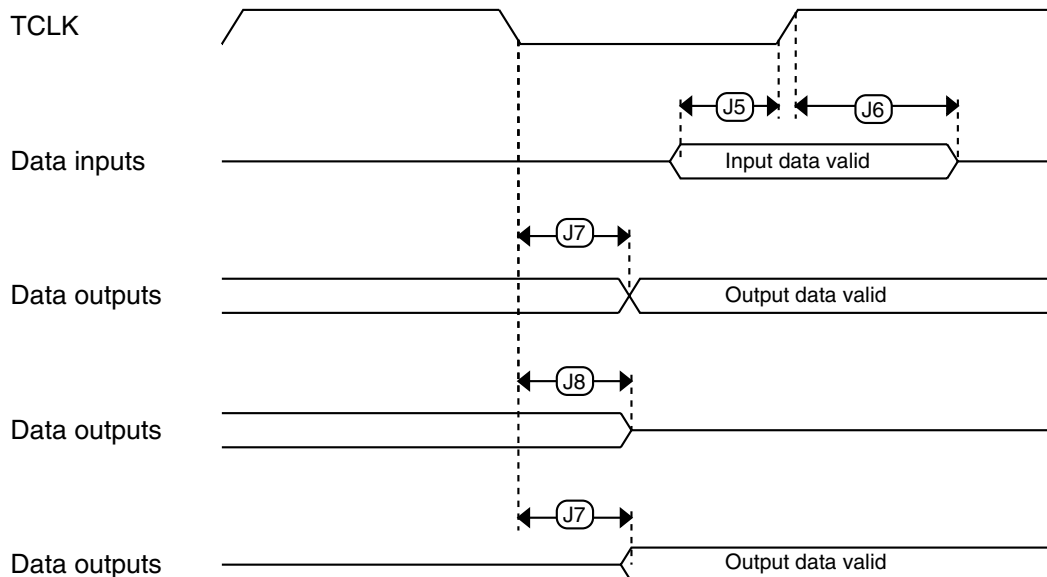 TCLK
J5
J6
Data inputs
Input data valid
J7
Data outputs
Output data valid
J8
Data outputs
J7
Data outputs
Output data valid